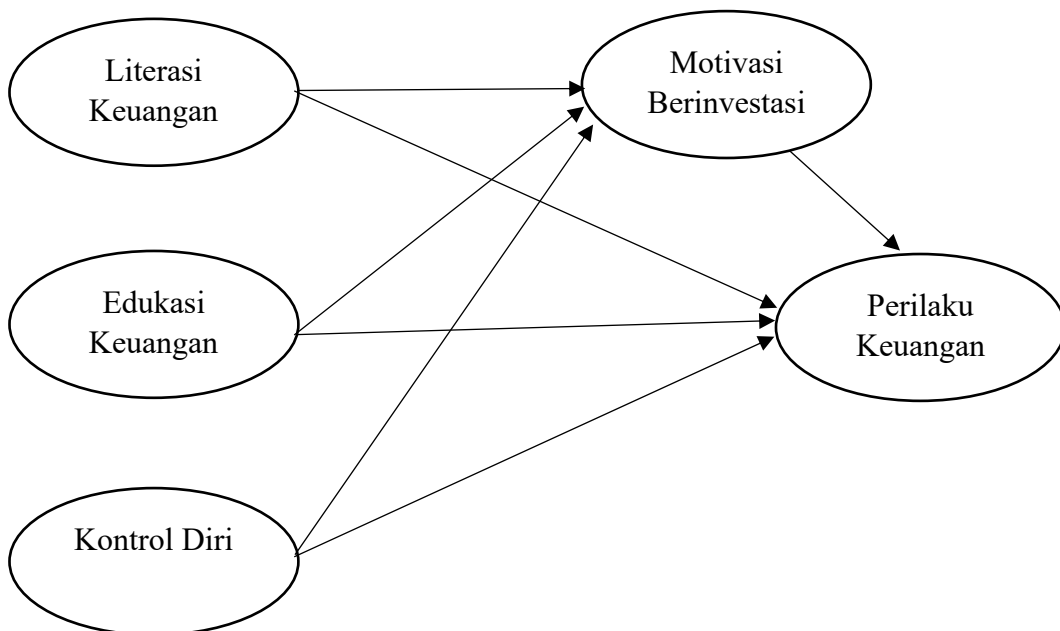 Literasi
Keuangan
Motivasi
Berinvestasi
Edukasi
Keuangan
Perilaku
Keuangan
Kontrol Diri